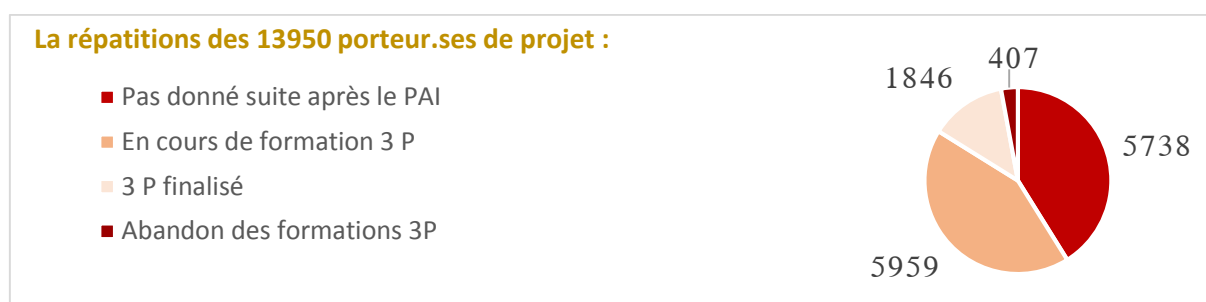 La répatitions des 13950 porteur.ses de projet :
Pas donné suite après le PAI
En cours de formation 3 P
3 P finalisé
Abandon des formations 3P
407
1846
5738
5959